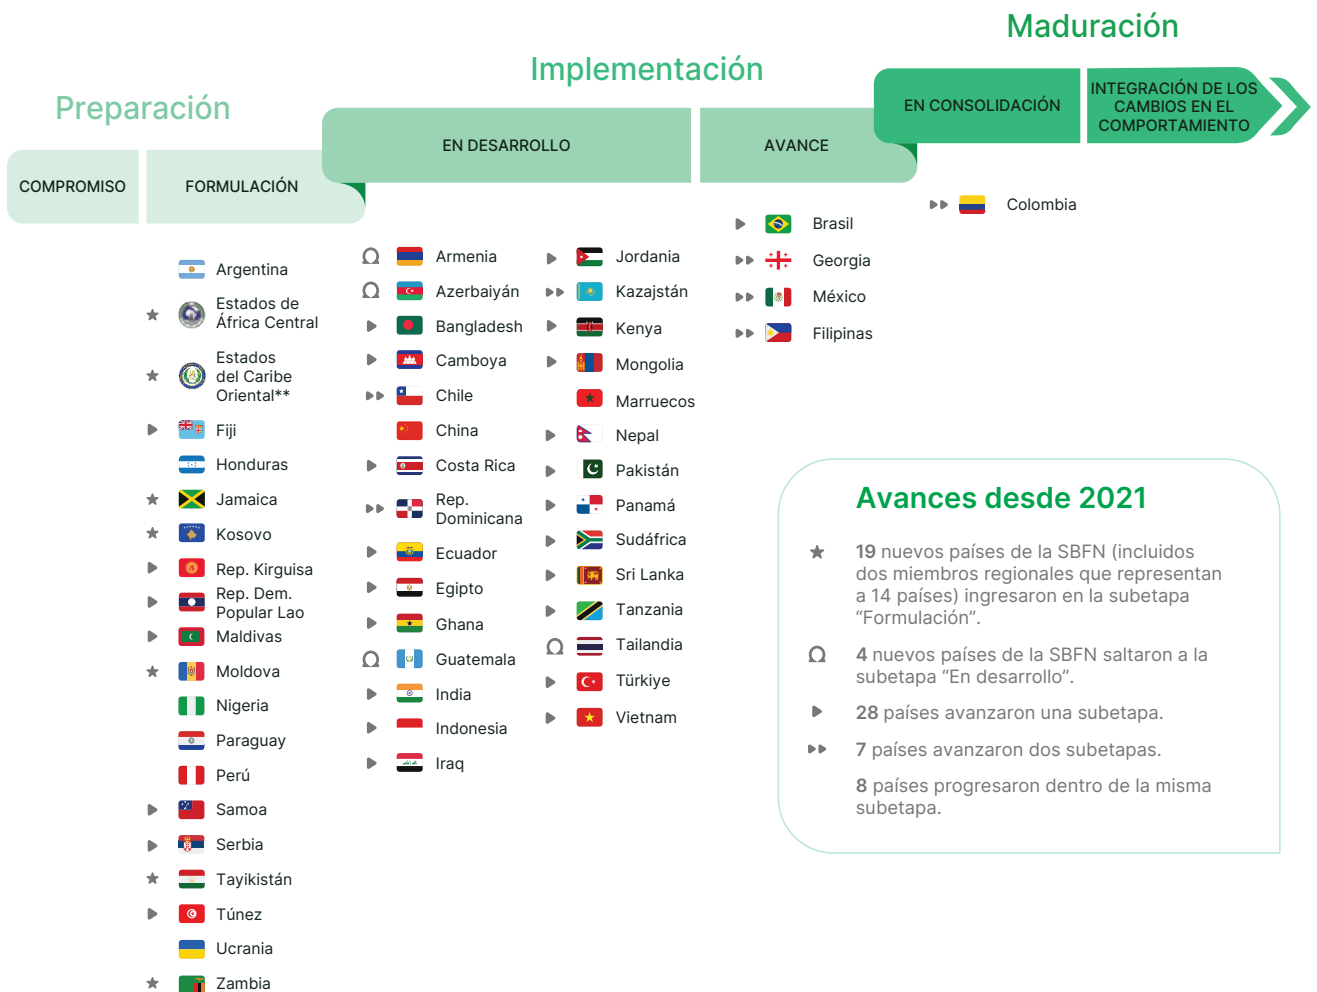 Preparación
Implementación
Maduración
COMPROMISO
FORMULACIÓN
EN DESARROLLO
AVANCE
EN CONSOLIDACIÓN
INTEGRACIÓN DE LOS
CAMBIOS EN EL
COMPORTAMIENTO
Argentina
Estados de
África Central
Estados
del Caribe
Oriental**
Fiji
Honduras
Jamaica
Kosovo
Rep. Kirguisa
Rep. Dem.
Popular Lao
Maldivas
Moldova
Nigeria
Paraguay
Perú
Samoa
Serbia
Tayikistán
Túnez
Ucrania
Zambia
Armenia
Azerbaiyán
Bangladesh
Camboya
Chile
China
Costa Rica
Rep.
Dominicana
Ecuador
Egipto
Ghana
Guatemala
India
Indonesia
Iraq
Jordania
Kazajstán
Kenya
Mongolia
Marruecos
Nepal
Pakistán
Panamá
Sudáfrica
Sri Lanka
Tanzania
Tailandia
Türkiye
Vietnam
Brasil
Georgia
México
Filipinas
Colombia
Avances desde 2021
★ 19 nuevos países de la SBFN (incluidos
dos miembros regionales que representan
a 14 países) ingresaron en la subetapa
“Formulación”.
Ω 4 nuevos países de la SBFN saltaron a la
subetapa “En desarrollo”.
28 países avanzaron una subetapa.
7 países avanzaron dos subetapas.
8 países progresaron dentro de la misma
subetapa.